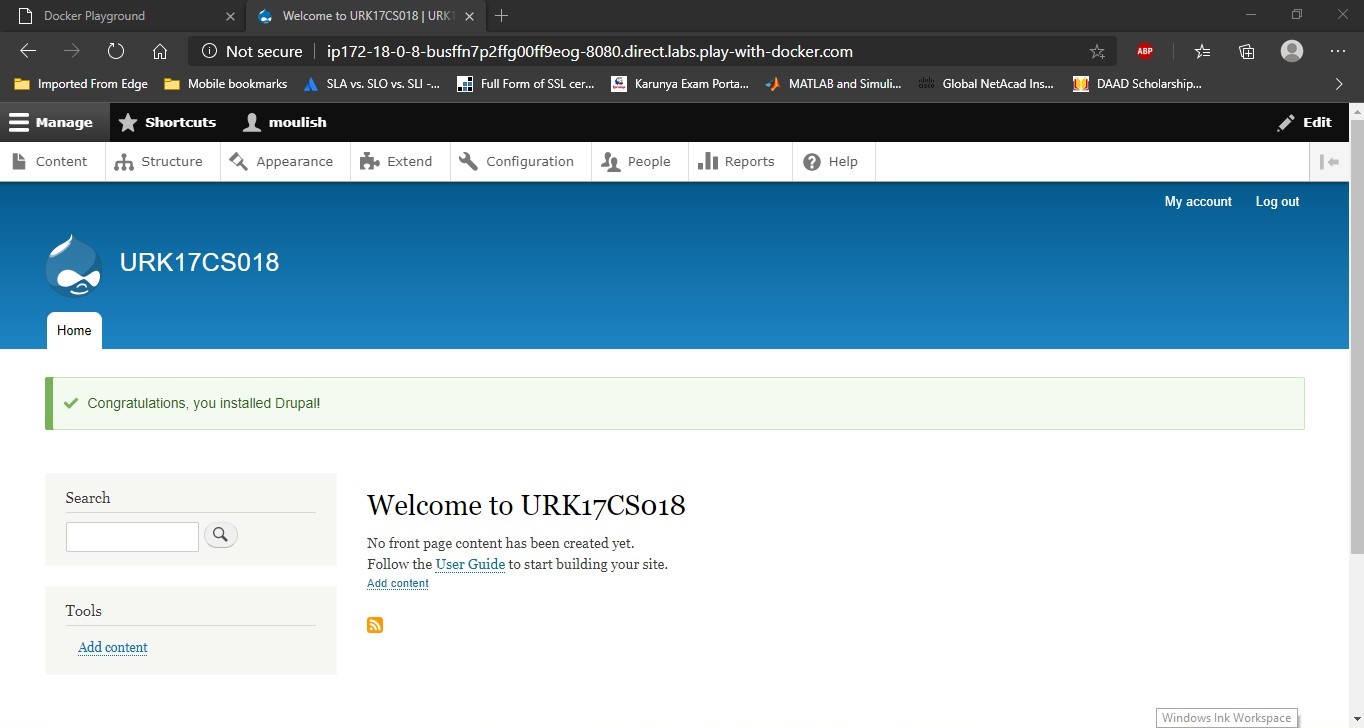 Docker Playground
Welcome to URK17CS018 | URK1
Not secure
ip172-18-0-8-busffn7p2ffg00ff9eog-8080.direct.labs.play-with-docker.com
ABP
Imported From Edge
Mobile bookmarks
SLA vs. SLO vs. SLI -...
Full Form of SSL cer...
Karunya Exam Porta...
MATLAB and Simuli...
Global NetAcad Ins...
DAAD Scholarship...
Manage
Shortcuts
moulish
Edit
Content
Structure
Appearance
Extend
Configuration
People
Reports
Help
My account
Log out
URK17CS018
Home
Congratulations, you installed Drupal!
Search
Tools
Add content
Welcome to URK17CS018
No front page content has been created yet.
Follow the User Guide to start building your site.
Add content
Windows Ink Workspace